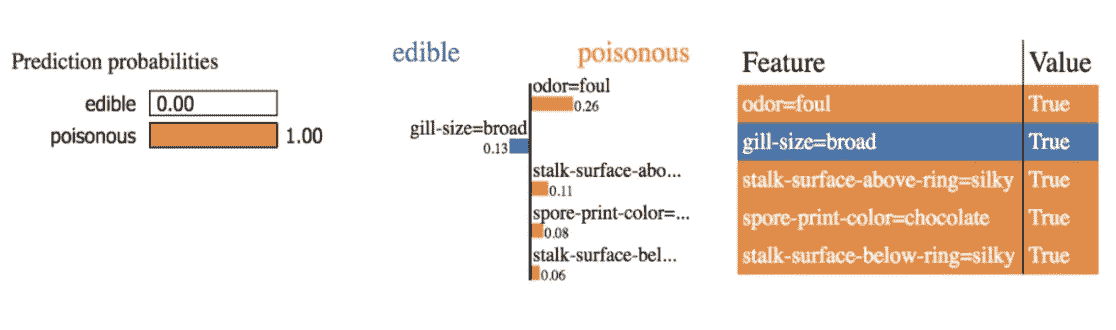 Prediction probabilities
edible 0.00
poisonous 1.00
edible poisonous
odor=foul
0.26
gill-size=broad
0.13
stalk-surface-abo...
0.11
spore-print-color=...
0.08
stalk-surface-bel...
0.06
Feature Value
odor=foul True
gill-size=broad True
stalk-surface-above-ring=silky True
spore-print-color=chocolate True
stalk-surface-below-ring=silky True